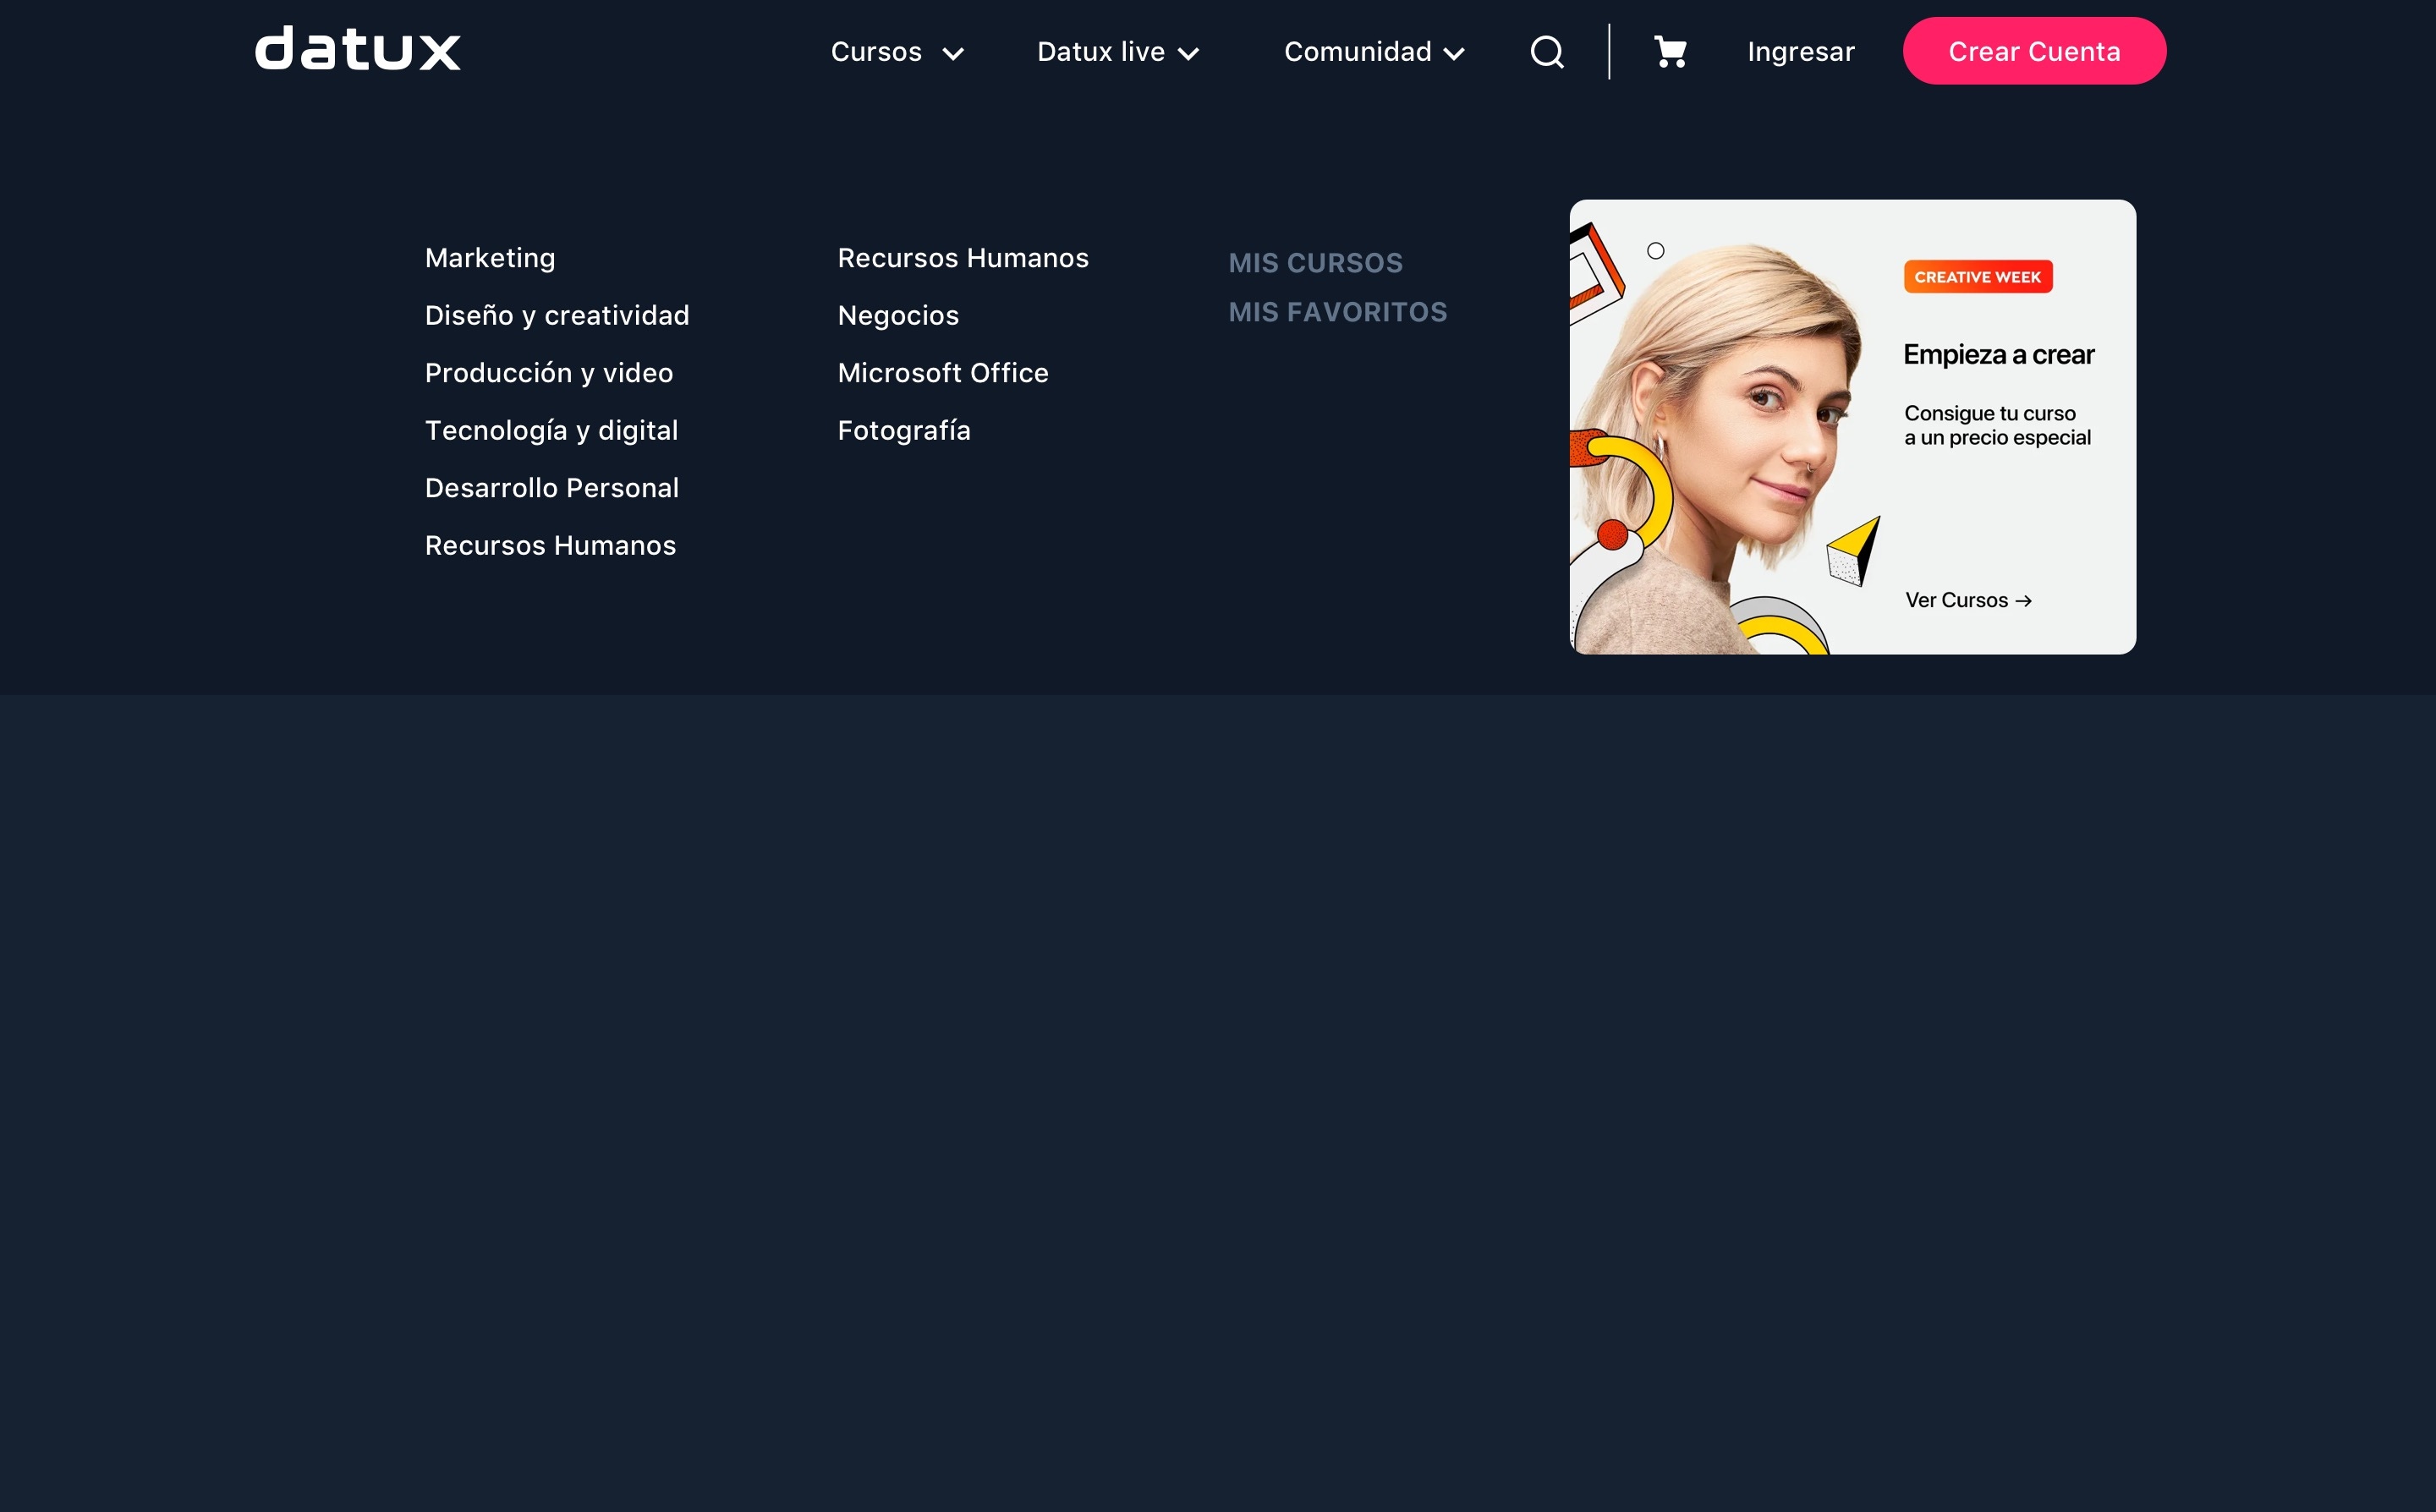 datux
Cursos
Datux live
Comunidad
Ingresar
Crear Cuenta
Marketing
Diseño y creatividad
Producción y video
Tecnología y digital
Desarrollo Personal
Recursos Humanos
Recursos Humanos
Negocios
Microsoft Office
Fotografía
MIS CURSOS
MIS FAVORITOS
CREATIVE WEEK
Empieza a crear
Consigue tu curso
a un precio especial
Ver Cursos →